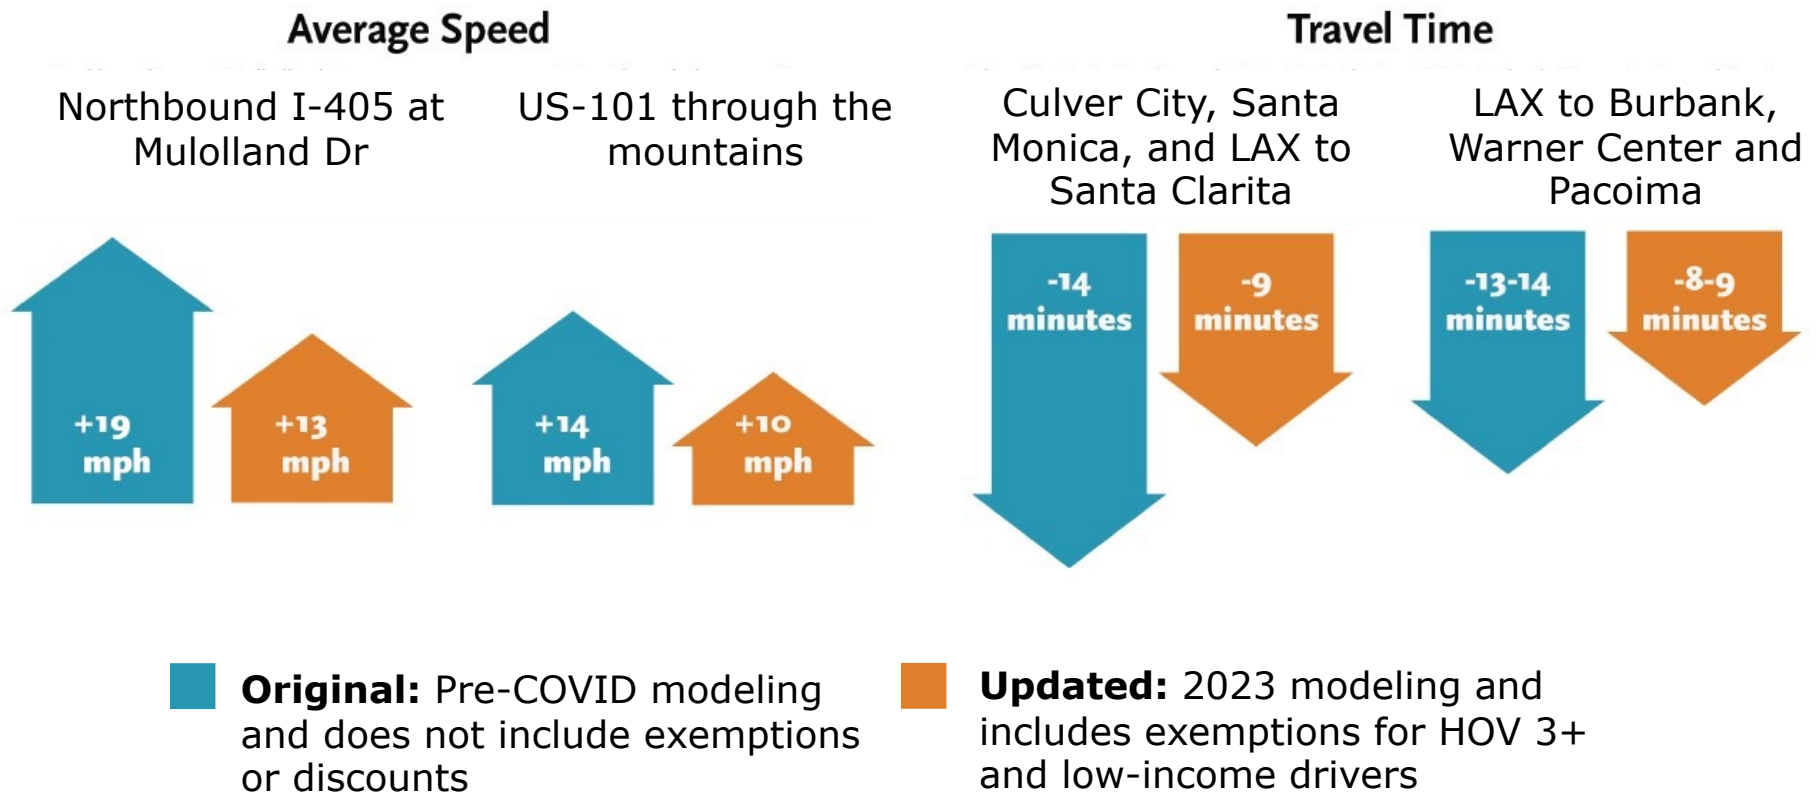 Average Speed
Travel Time
Northbound I-405 at
Mulolland Dr
US-101 through the
mountains
Culver City, Santa
Monica, and LAX to
Santa Clarita
LAX to Burbank,
Warner Center and
Pacoima
+19
mph
+13
mph
+14
mph
+10
mph
-14
minutes
-9
minutes
-13-14
minutes
-8-9
minutes
Original: Pre-COVID modeling
and does not include exemptions
or discounts
Updated: 2023 modeling and
includes exemptions for HOV 3+
and low-income drivers